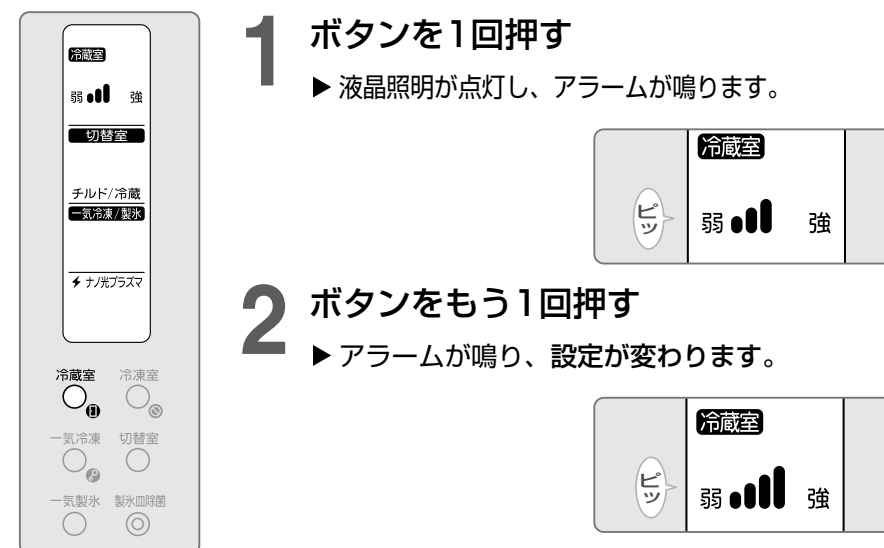 冷蔵室
弱 強
切替室
チルド/冷蔵
一気冷凍/製氷
ナノ光プラズマ
冷蔵室 冷凍室
一気冷凍 切替室
一気製氷 製氷皿除菌
1 ボタンを1回押す
▶ 液晶照明が点灯し、アラームが鳴ります。
冷蔵室
ピッ
弱 強
2 ボタンをもう1回押す
▶ アラームが鳴り、設定が変わります。
冷蔵室
ピッ
弱 強